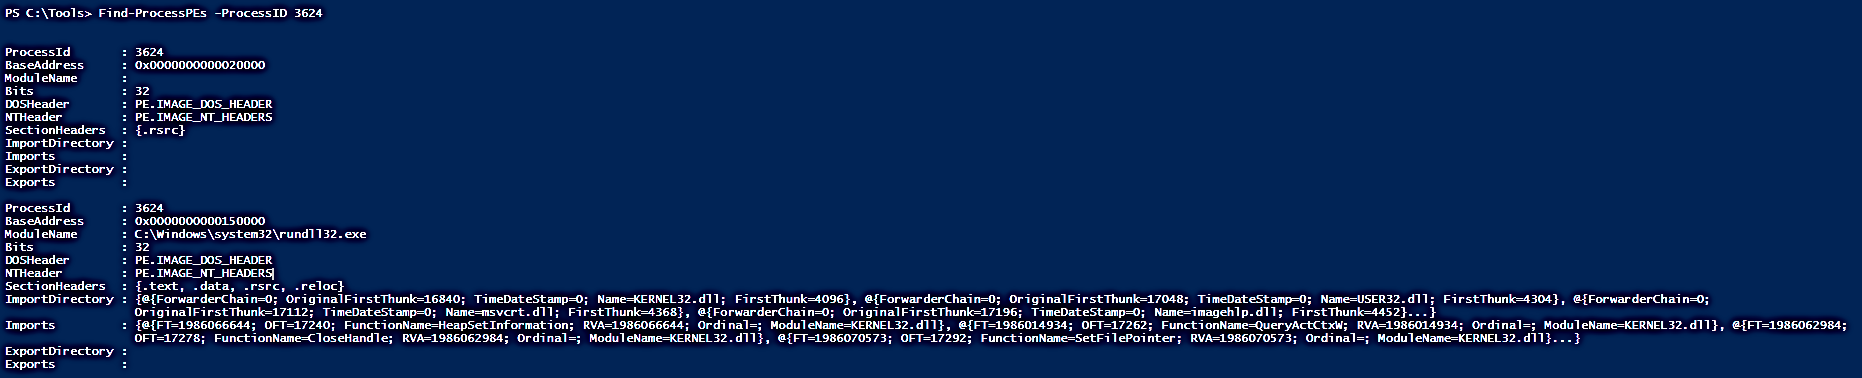 PS C:\Tools> Find-ProcessPEs -ProcessID 3624
ProcessId       : 3624
BaseAddress     : 0x0000000000020000
ModuleName      :
Bits            : 32
DOSHeader       : PE.IMAGE_DOS_HEADER
NTHeader        : PE.IMAGE_NT_HEADERS
SectionHeaders  : {.rsrc}
ImportDirectory :
Imports         :
ExportDirectory :
Exports         :
ProcessId       : 3624
BaseAddress     : 0x0000000000150000
ModuleName      : C:\Windows\system32\rundll32.exe
Bits            : 32
DOSHeader       : PE.IMAGE_DOS_HEADER
NTHeader        : PE.IMAGE_NT_HEADERS
SectionHeaders  : {.text, .data, .rsrc, .reloc}
ImportDirectory : {@{ForwarderChain=0; OriginalFirstThunk=16840; TimeDateStamp=0; Name=KERNEL32.dll; FirstThunk=4096}, @{ForwarderChain=0; OriginalFirstThunk=17048; TimeDateStamp=0; Name=USER32.dll; FirstThunk=4304}, @{ForwarderChain=0;
OriginalFirstThunk=17112; TimeDateStamp=0; Name=msvcrt.dll; FirstThunk=4368}, @{ForwarderChain=0; OriginalFirstThunk=17196; TimeDateStamp=0; Name=imagehlp.dll; FirstThunk=4452}...}
Imports         : {@{FT=1986066644; OFT=17240; FunctionName=HeapSetInformation; RVA=1986066644; Ordinal=; ModuleName=KERNEL32.dll}, @{FT=1986014934; OFT=17262; FunctionName=QueryActCtxW; RVA=1986014934; Ordinal=; ModuleName=KERNEL32.dll}, @{FT=1986062984;
OFT=17278; FunctionName=CloseHandle; RVA=1986062984; Ordinal=; ModuleName=KERNEL32.dll}, @{FT=1986070573; OFT=17292; FunctionName=SetFilePointer; RVA=1986070573; Ordinal=; ModuleName=KERNEL32.dll}...}
ExportDirectory :
Exports         :